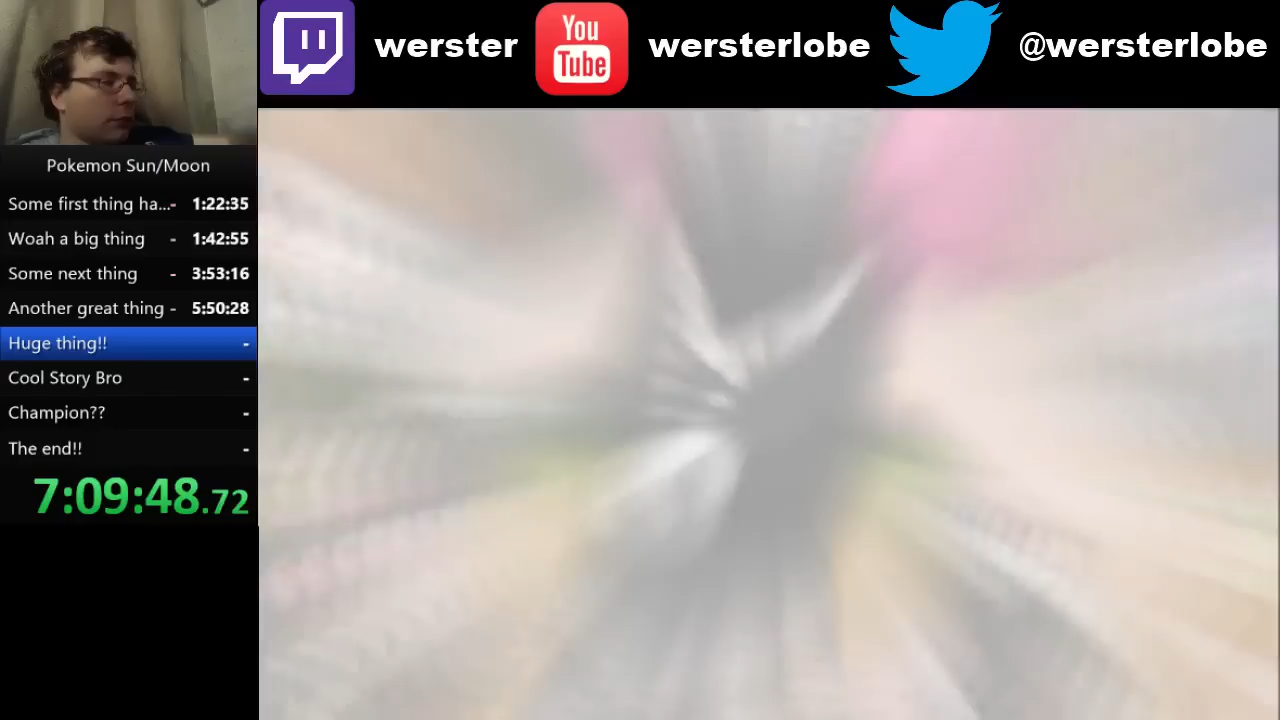 werster You Tube wersterlobe @wersterlobe
Pokemon Sun/Moon
Some first thing ha...- 1:22:35
Woah a big thing - 1:42:55
Some next thing - 3:53:16
Another great thing - 5:50:28
Huge thing!! -
Cool Story Bro -
Champion?? -
The end!! -
7:09:48.72